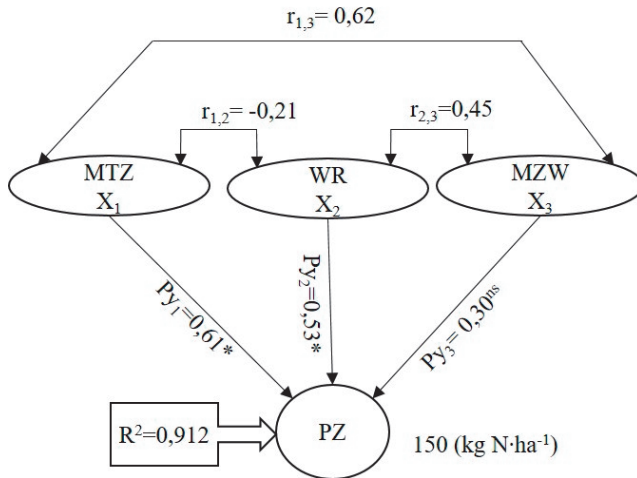 r1,3= 0,62
r1,2= -0,21
r2,3=0,45
MTZ
X1
WR
X2
MZW
X3
Py1=0,61*
Py2=0,53*
Py3= 0,30ns
R²=0,912
PZ
150 (kg N·ha-1)